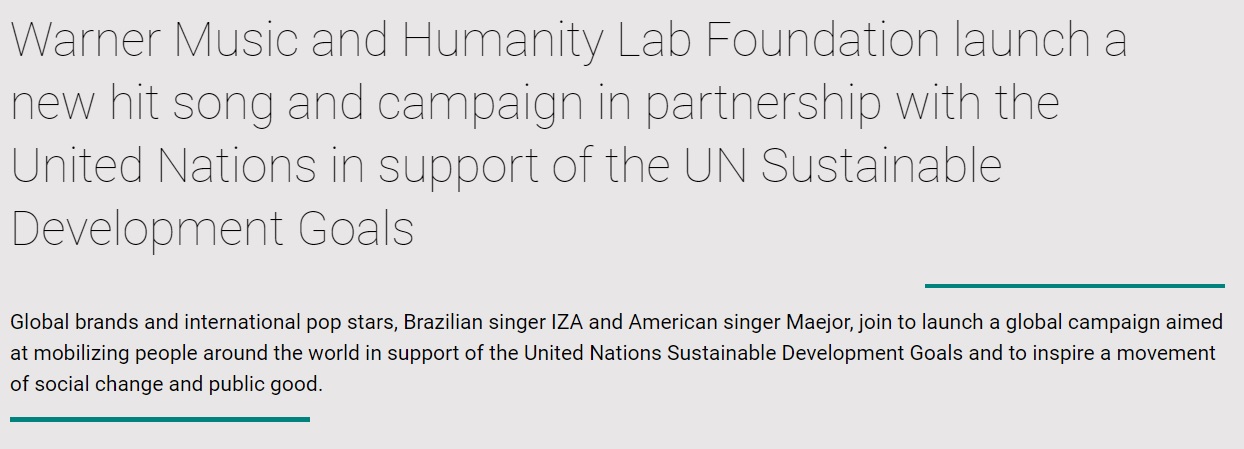 Warner Music and Humanity Lab Foundation launch a
new hit song and campaign in partnership with the
United Nations in support of the UN Sustainable
Development Goals
Global brands and international pop stars, Brazilian singer IZA and American singer Maejor, join to launch a global campaign aimed
at mobilizing people around the world in support of the United Nations Sustainable Development Goals and to inspire a movement
of social change and public good.